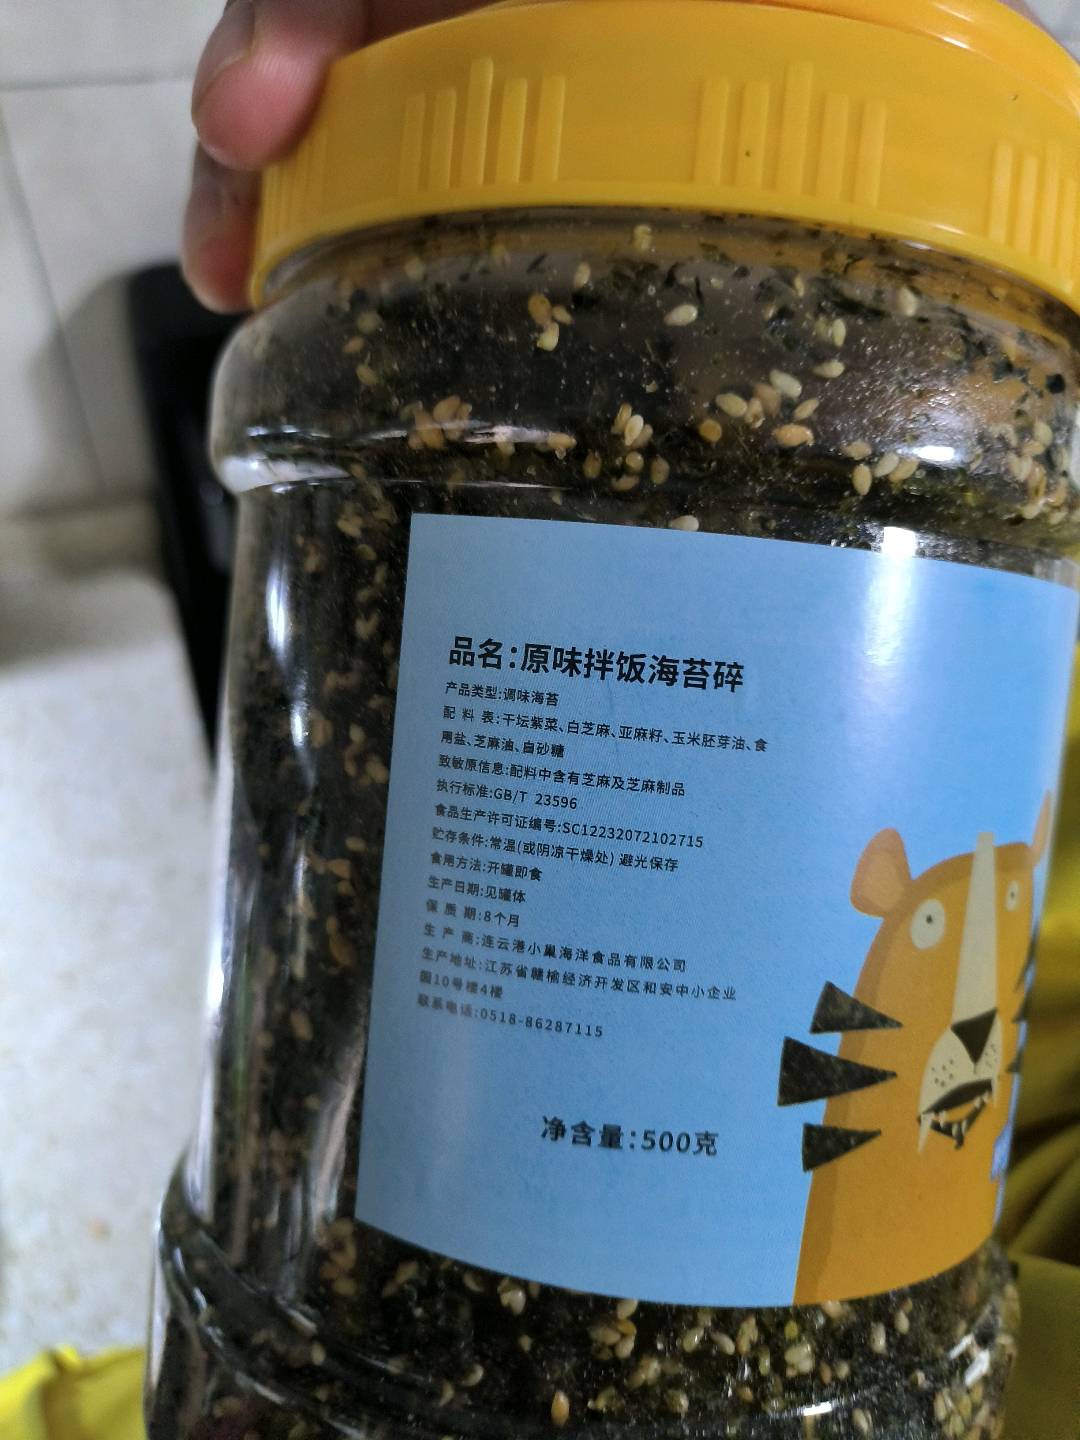 品名:原味拌饭海苔碎
产品类型:调味海苔
配 料 表:干坛紫菜、白芝麻、亚麻籽、玉米胚芽油、食
用盐、芝麻油、白砂糖
致敏原信息:配料中含有芝麻及芝麻制品
执行标准:GB/T 23596
食品生产许可证编号:SC12232072102715
贮存条件:常温(或阴凉干燥处) 避光保存
食用方法:开罐即食
生产日期:见罐体
保 质 期:8个月
生 产 商:连云港小巢海洋食品有限公司
生产地址:江苏省赣榆经济开发区和安中小企业
园10号楼4楼
联系电话:0518-86287115
净含量:500克